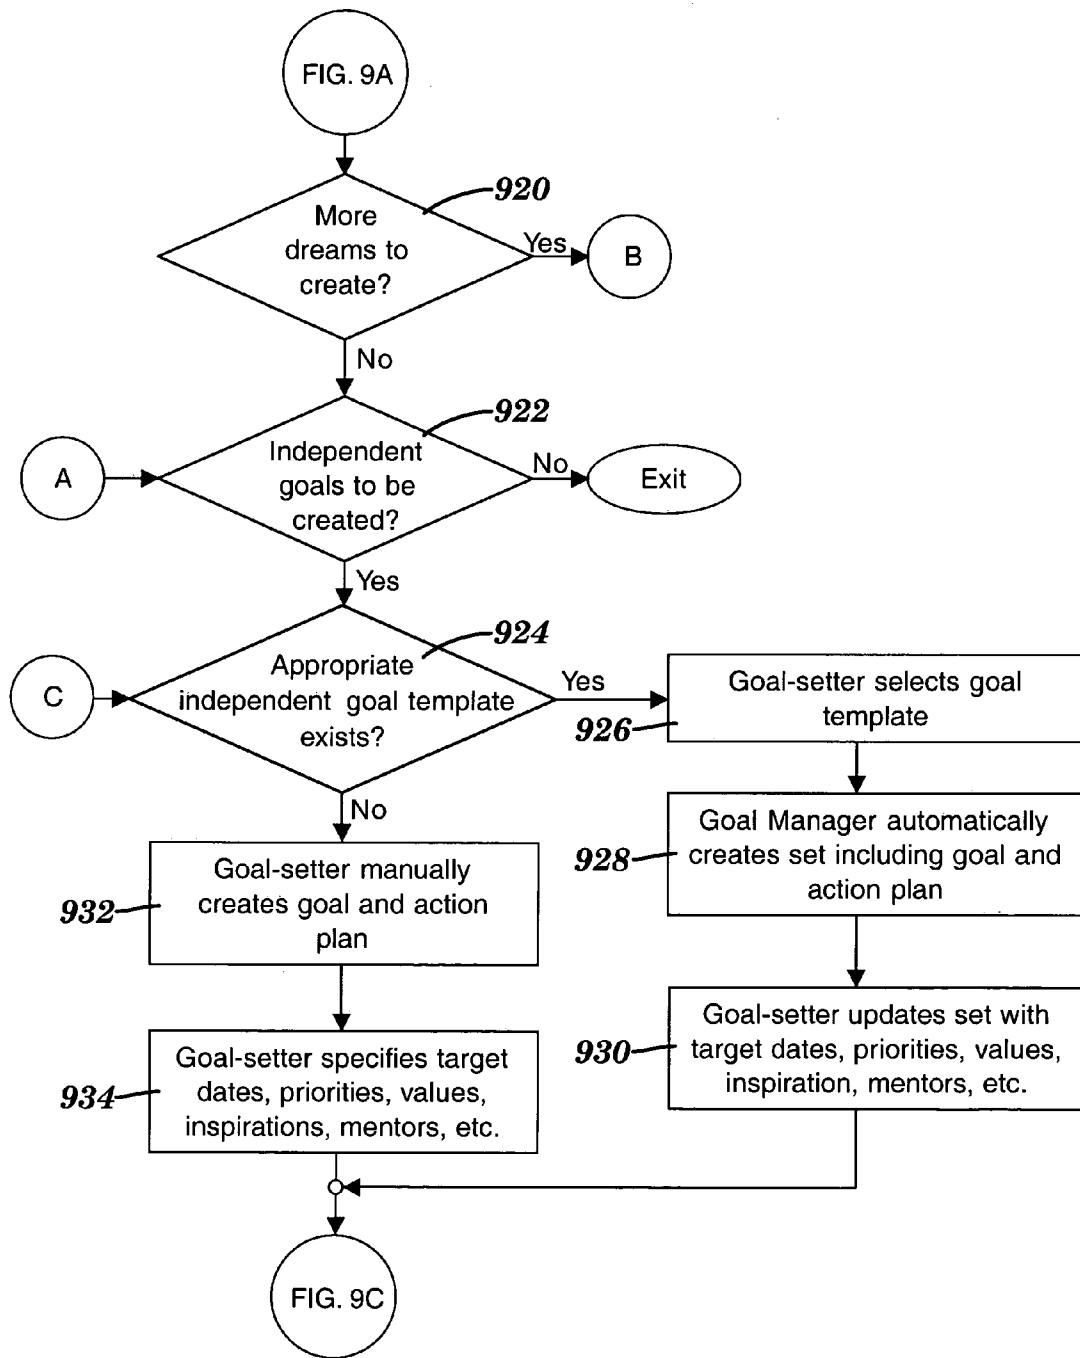 FIG. 9A
920
More
dreams to
create?
Yes
B
No
922
A
Independent
goals to be
created?
No
Exit
Yes
924
C
Appropriate
independent goal template
exists?
Yes
926
Goal-setter selects goal
template
No
928
Goal Manager automatically
creates set including goal and
action plan
932
Goal-setter manually
creates goal and action
plan
930
Goal-setter updates set with
target dates, priorities, values,
inspiration, mentors, etc.
934
Goal-setter specifies target
dates, priorities, values,
inspirations, mentors, etc.
FIG. 9C